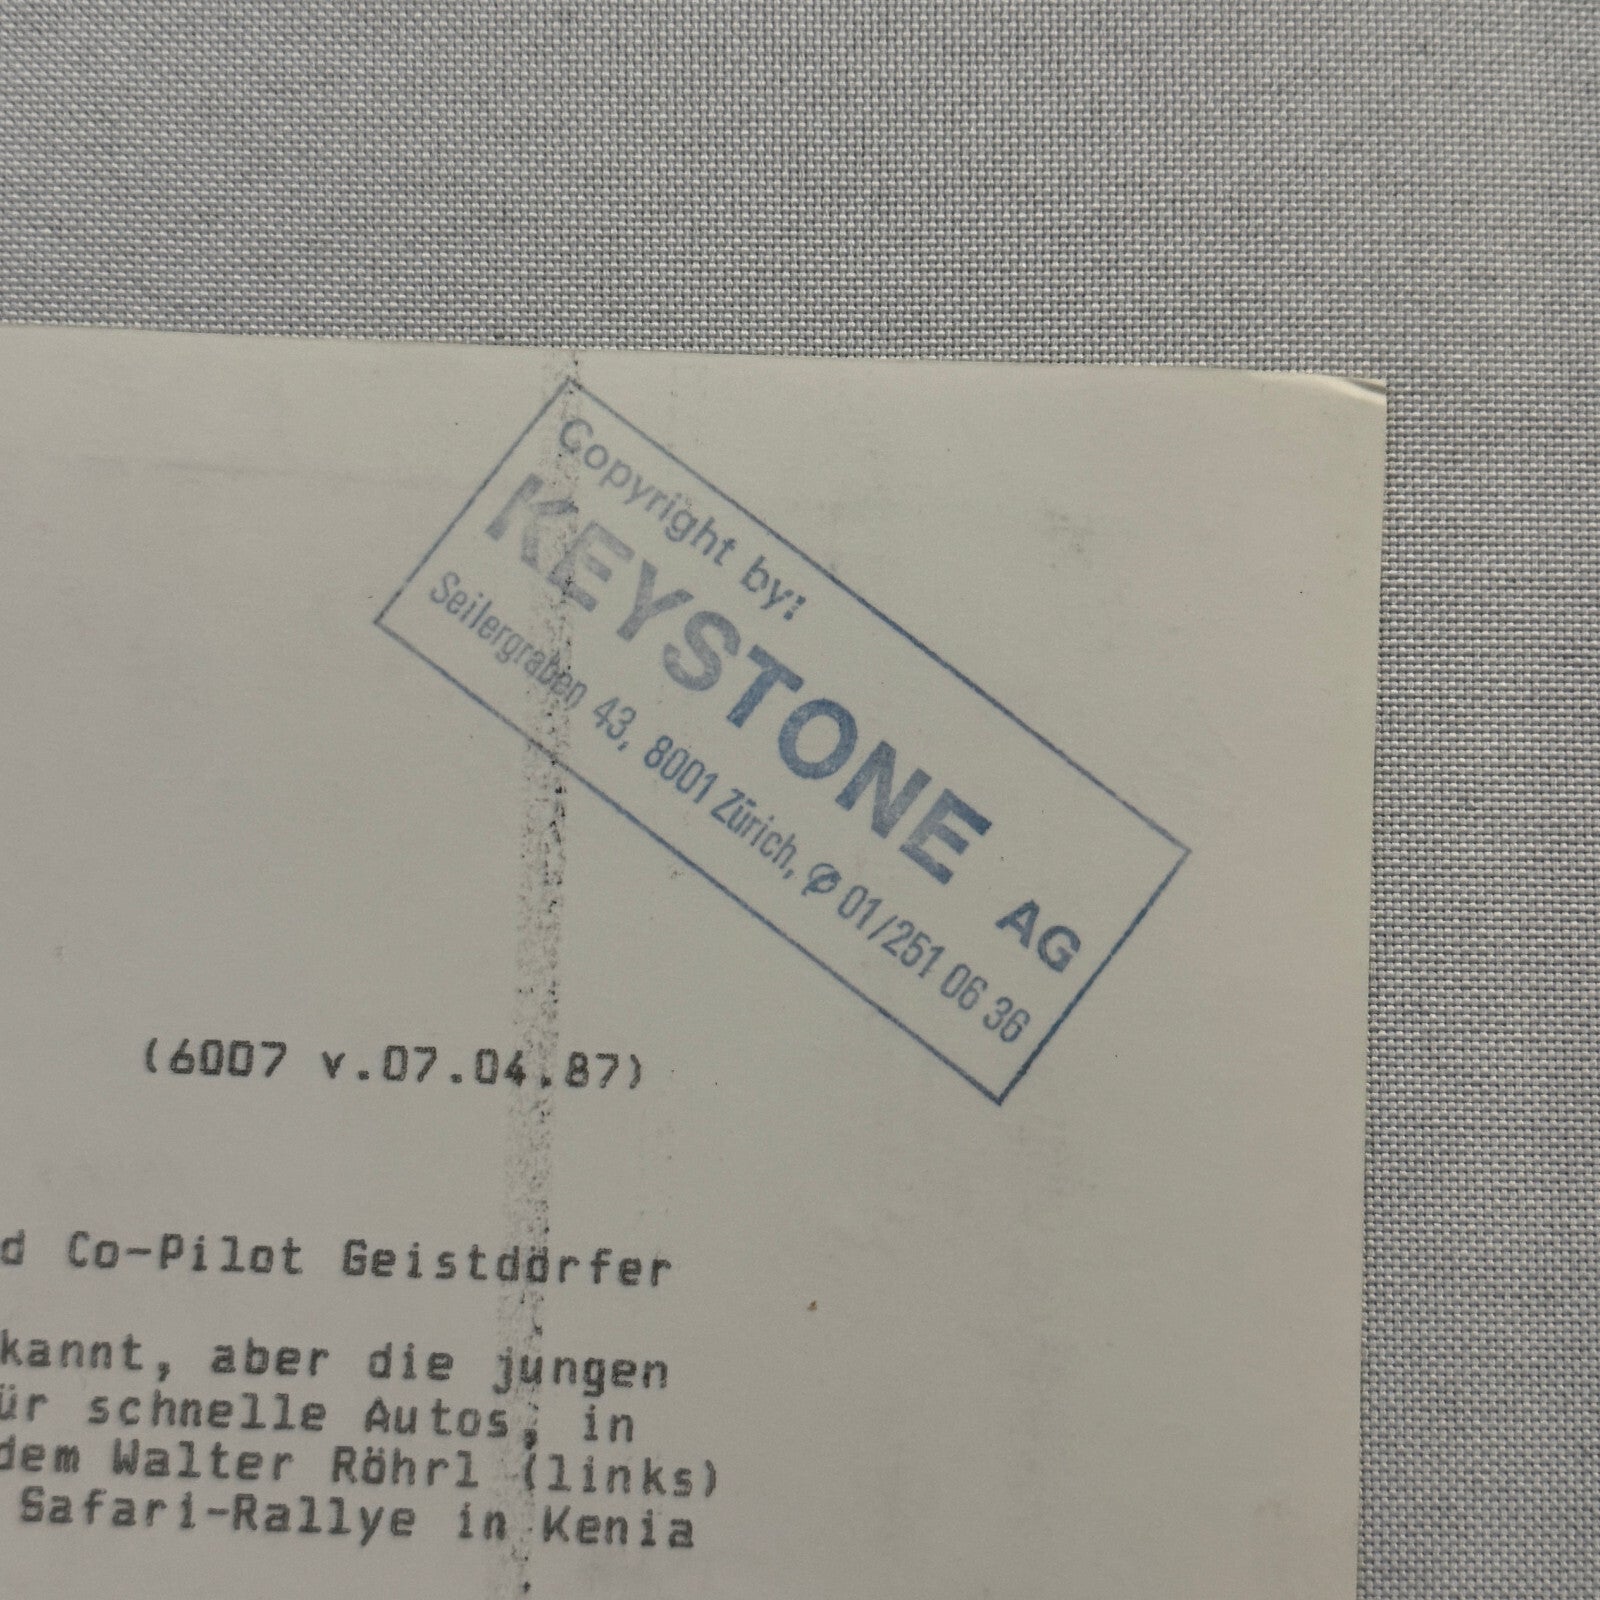 Copyright by:
KEYSTONE AG
Seilergraben 43, 8001 Zürich, 01/251 06 36
(6007 v.07.04.87)
d Co-Pilot Geistdörfer
kannt, aber die jungen
ür schnelle Autos, in
dem Walter Röhrl (links)
Safari-Rallye in Kenia